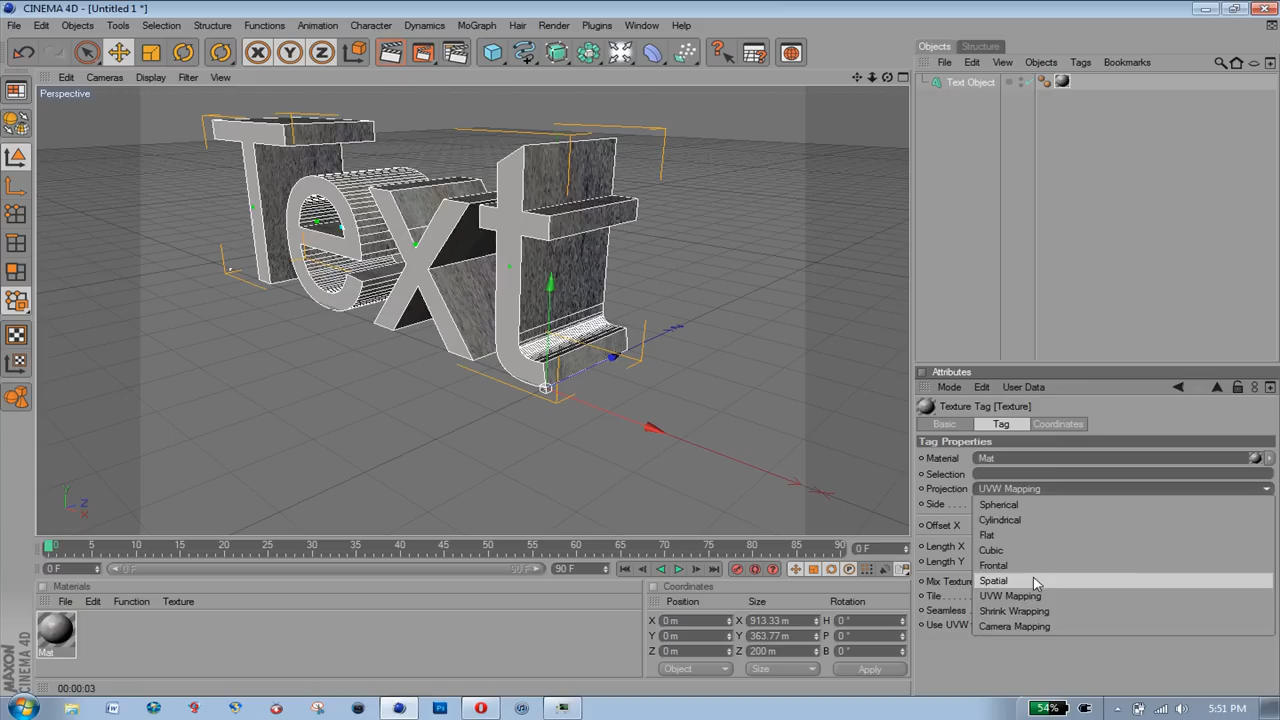 CINEMA 4D - [Untitled 1 *]
File Edit Objects Tools Selection Structure Functions Animation Character Dynamics MoGraph Hair Render Plugins Window Help
Edit Cameras Display Filter View
Perspective
Text
Y Z X
0 5 10 15 20 25 30 35 40 45 50 55 60 65 70 75 80 85 90 0 F
0 F 0 F 90 F 90 F
Materials
File Edit Function Texture
Mat
MAXON CINEMA 4D
00:00:03
Coordinates
Position Size Rotation
X 0 m X 913.33 m H 0 °
Y 0 m Y 363.77 m P 0 °
Z 0 m Z 200 m B 0 °
Object Size Apply
Objects Structure
File Edit View Objects Tags Bookmarks
Text Object
Attributes
Mode Edit User Data
Texture Tag [Texture]
Basic Tag Coordinates
Tag Properties
Material Mat
Selection
Projection UVW Mapping
Side . . . .
Offset X
Length X
Length Y
Mix Texture
Tile . . . .
Seamless
Use UVW
Spherical
Cylindrical
Flat
Cubic
Frontal
Spatial
UVW Mapping
Shrink Wrapping
Camera Mapping
54% 5:51 PM